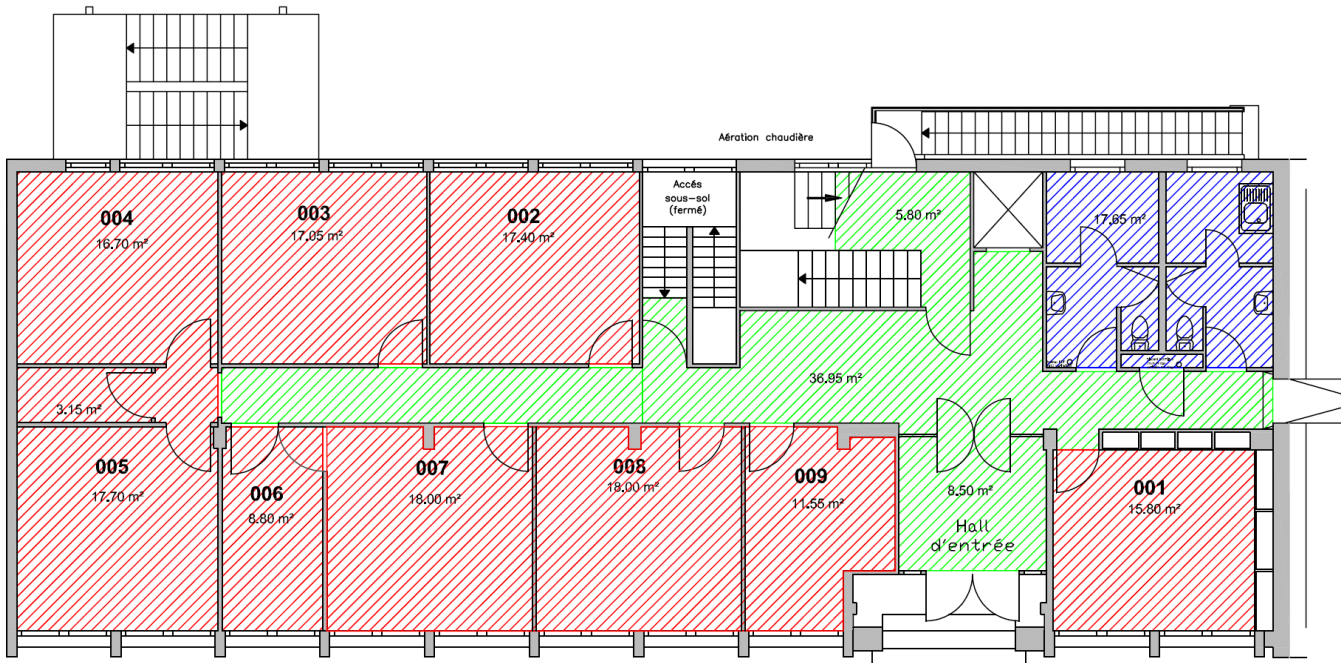 Aération chaudière
Accés
sous-sol
(fermé)
004
16.70 m²
003
17.05 m²
002
17.40 m²
5.80 m²
17.65 m²
3.15 m²
36.95 m²
005
17.70 m²
006
8.80 m²
007
18.00 m²
008
18.00 m²
009
11.55 m²
8.50 m²
Hall
d'entrée
001
15.80 m²